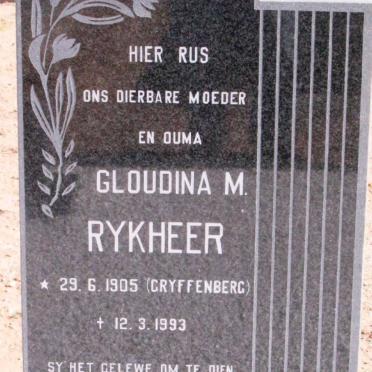 HIER RUS
ONS DIERBARE MOEDER
EN OUMA
GLOUDINA M.
RYKHEER
★ 29. 6. 1905 (GRYFFENBERG)
† 12. 3. 1993
SY HET GELEWE OM TE DIEN